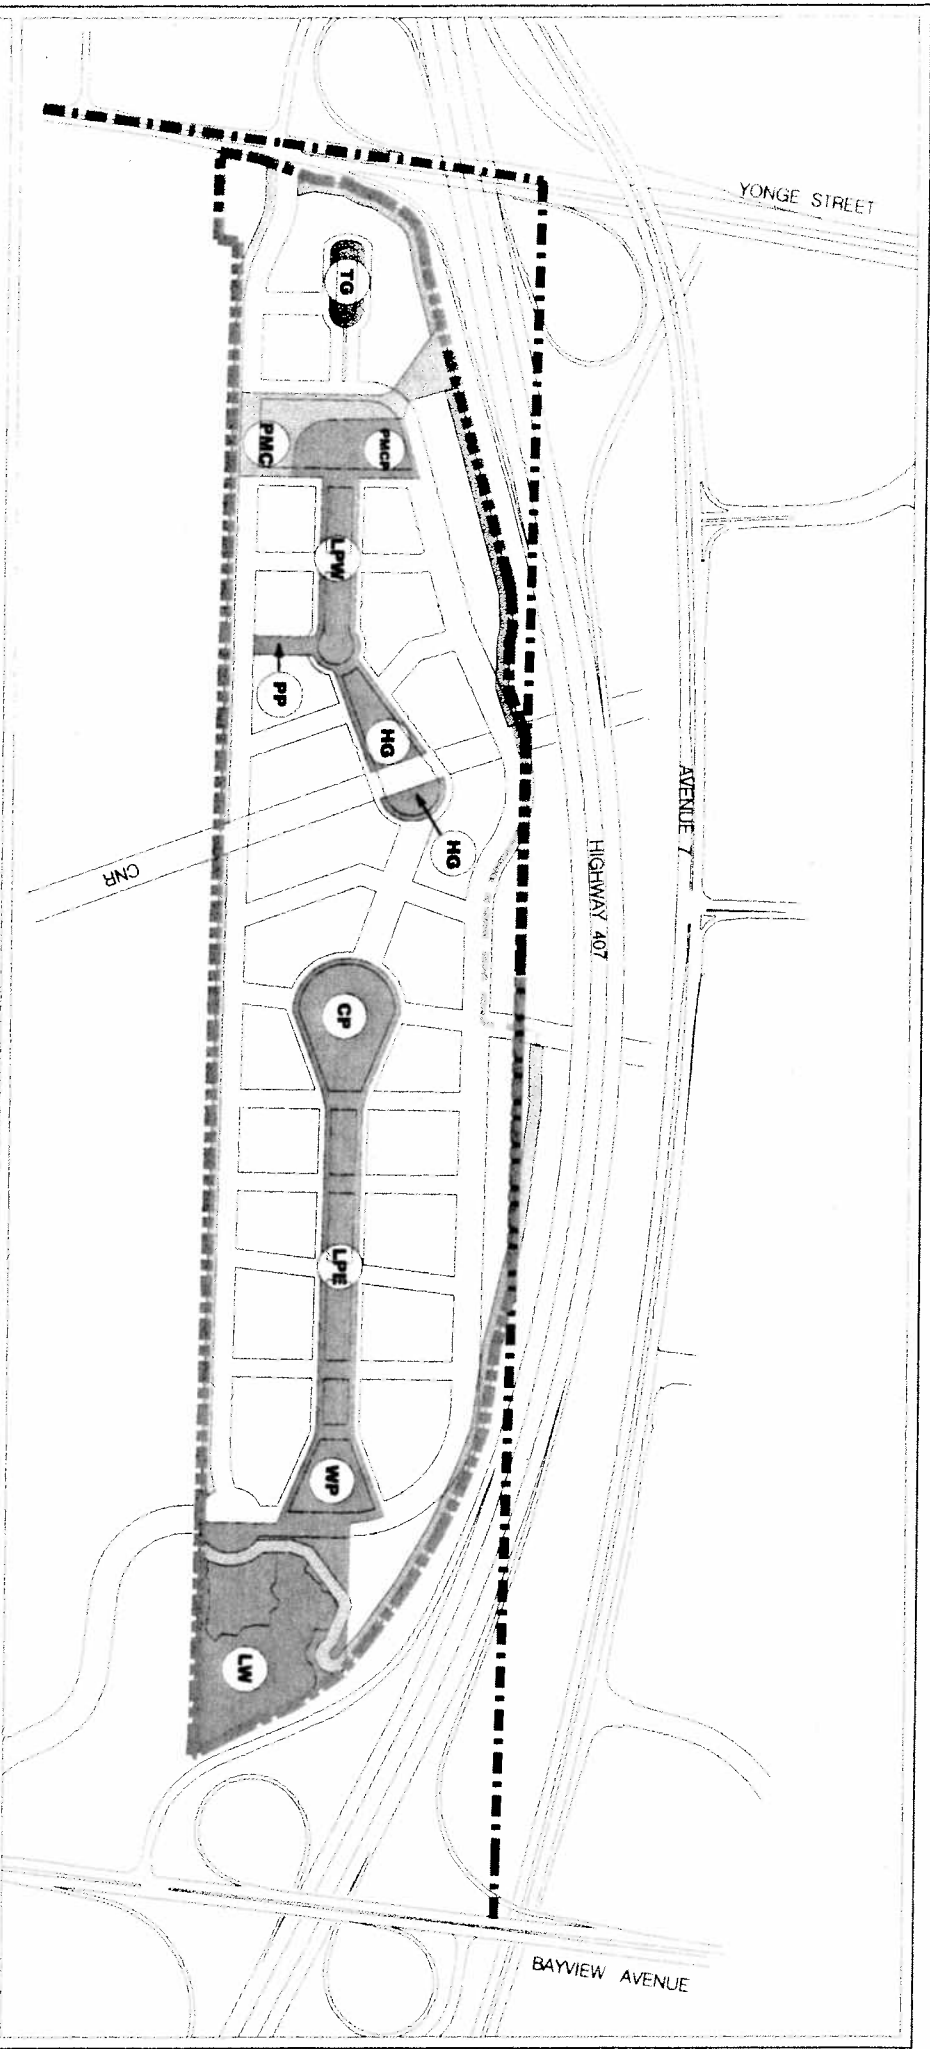 YONGE STREET
TG
PMC
PMCP
LPW
PP
HG
HG
CNR
AVENUE 7
HIGHWAY 407
CP
LPE
WP
LW
BAYVIEW AVENUE